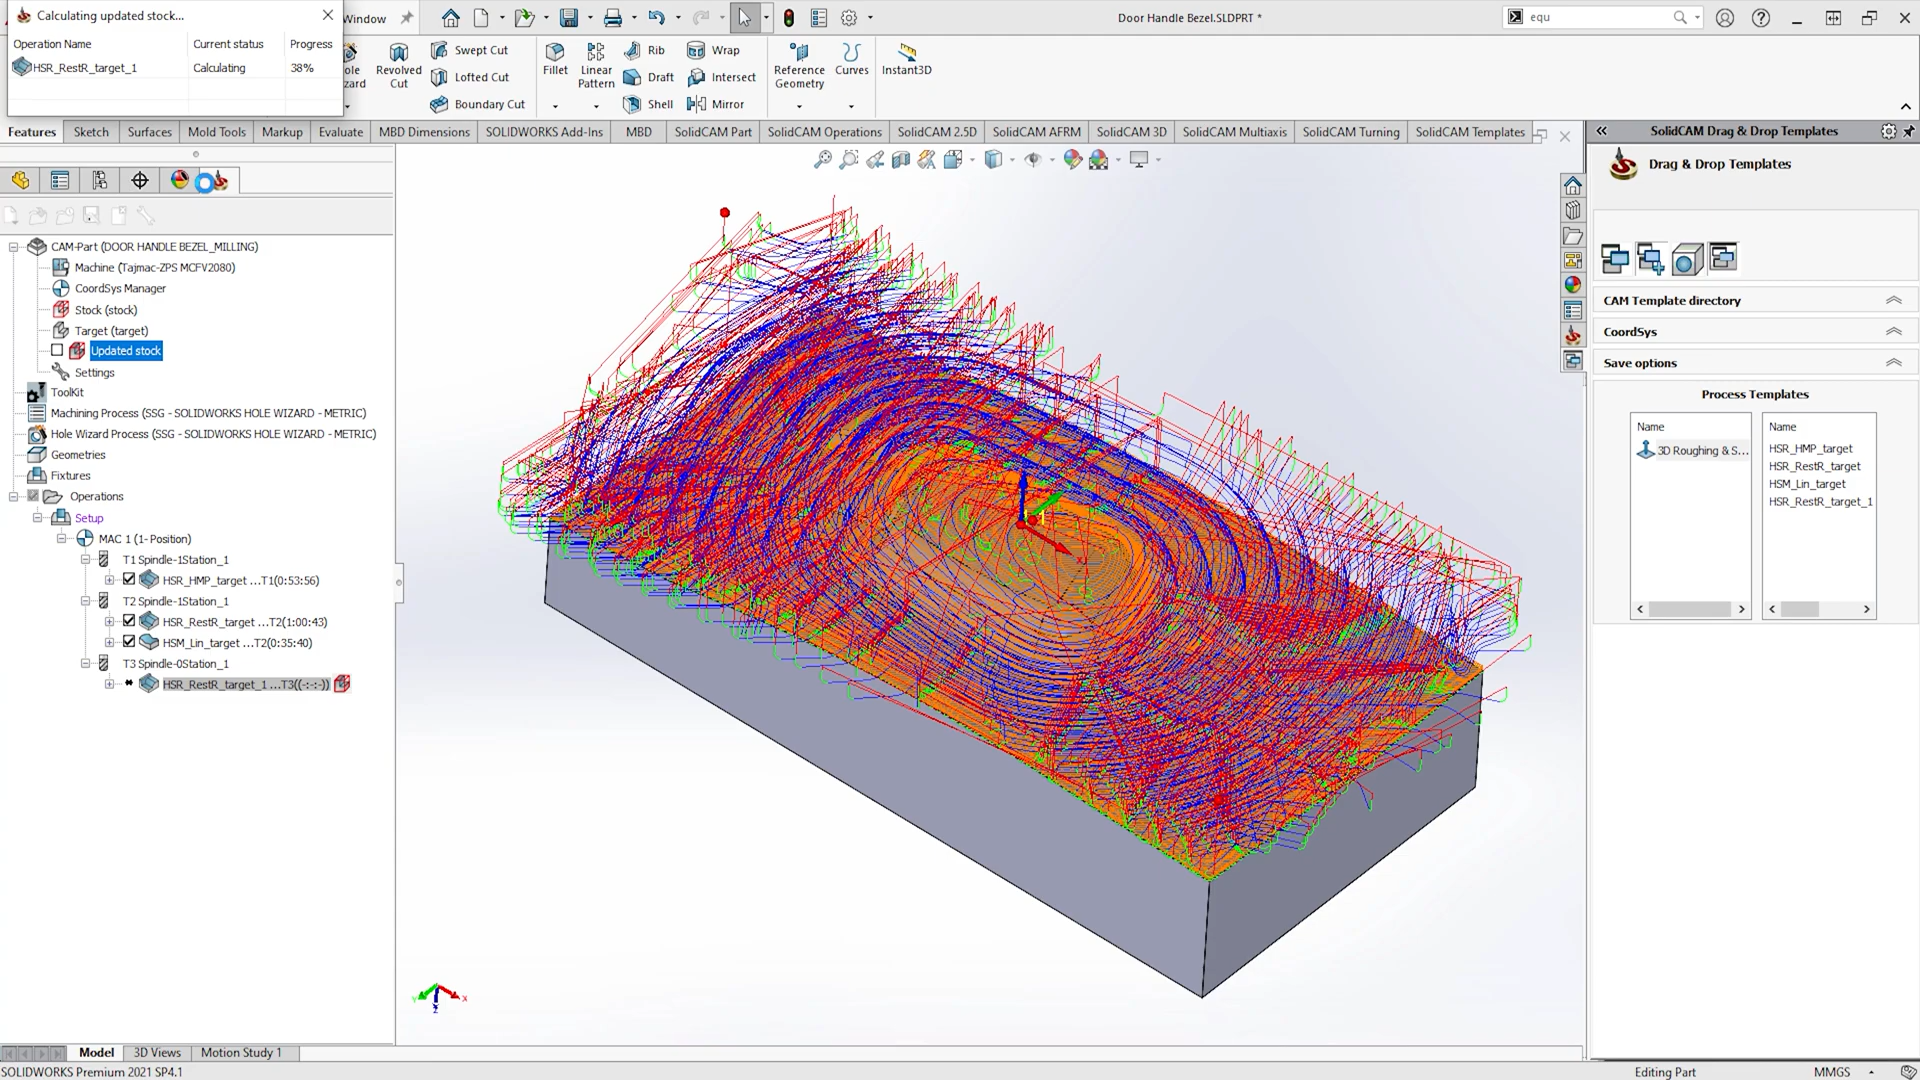 Calculating updated stock...
Operation Name Current status Progress
HSR_RestR_target_1 Calculating 38%
Window
Door Handle Bezel.SLDPRT *
equ
Revolved Cut
Swept Cut
Lofted Cut
Boundary Cut
Fillet
Linear Pattern
Rib
Draft
Shell
Wrap
Intersect
Mirror
Reference Geometry
Curves
Instant3D
Features Sketch Surfaces Mold Tools Markup Evaluate MBD Dimensions SOLIDWORKS Add-Ins MBD SolidCAM Part SolidCAM Operations SolidCAM 2.5D SolidCAM AFRM SolidCAM 3D SolidCAM Multiaxis SolidCAM Turning SolidCAM Templates
CAM-Part (DOOR HANDLE BEZEL_MILLING)
Machine (Tajmac-ZPS MCFV2080)
CoordSys Manager
Stock (stock)
Target (target)
Updated stock
Settings
ToolKit
Machining Process (SSG - SOLIDWORKS HOLE WIZARD - METRIC)
Hole Wizard Process (SSG - SOLIDWORKS HOLE WIZARD - METRIC)
Geometries
Fixtures
Operations
Setup
MAC 1 (1- Position)
T1 Spindle-1Station_1
HSR_HMP_target ...T1(0:53:56)
T2 Spindle-1Station_1
HSR_RestR_target ...T2(1:00:43)
HSM_Lin_target ...T2(0:35:40)
T3 Spindle-0Station_1
HSR_RestR_target_1 ...T3((-:-:-))
SolidCAM Drag & Drop Templates
Drag & Drop Templates
CAM Template directory
CoordSys
Save options
Process Templates
Name
3D Roughing & S...
Name
HSR_HMP_target
HSR_RestR_target
HSM_Lin_target
HSR_RestR_target_1
Model 3D Views Motion Study 1
SOLIDWORKS Premium 2021 SP4.1
Editing Part MMGS